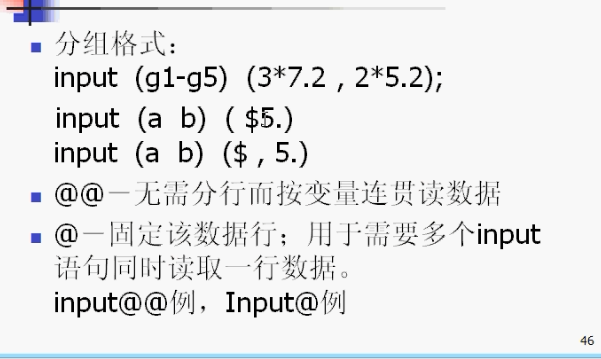 分组格式：
input (g1-g5) (3*7.2 , 2*5.2);
input (a b) ( $5.)
input (a b) ($ , 5.)
@@－无需分行而按变量连贯读数据
@－固定该数据行；用于需要多个input
语句同时读取一行数据。
input@@例，Input@例
46